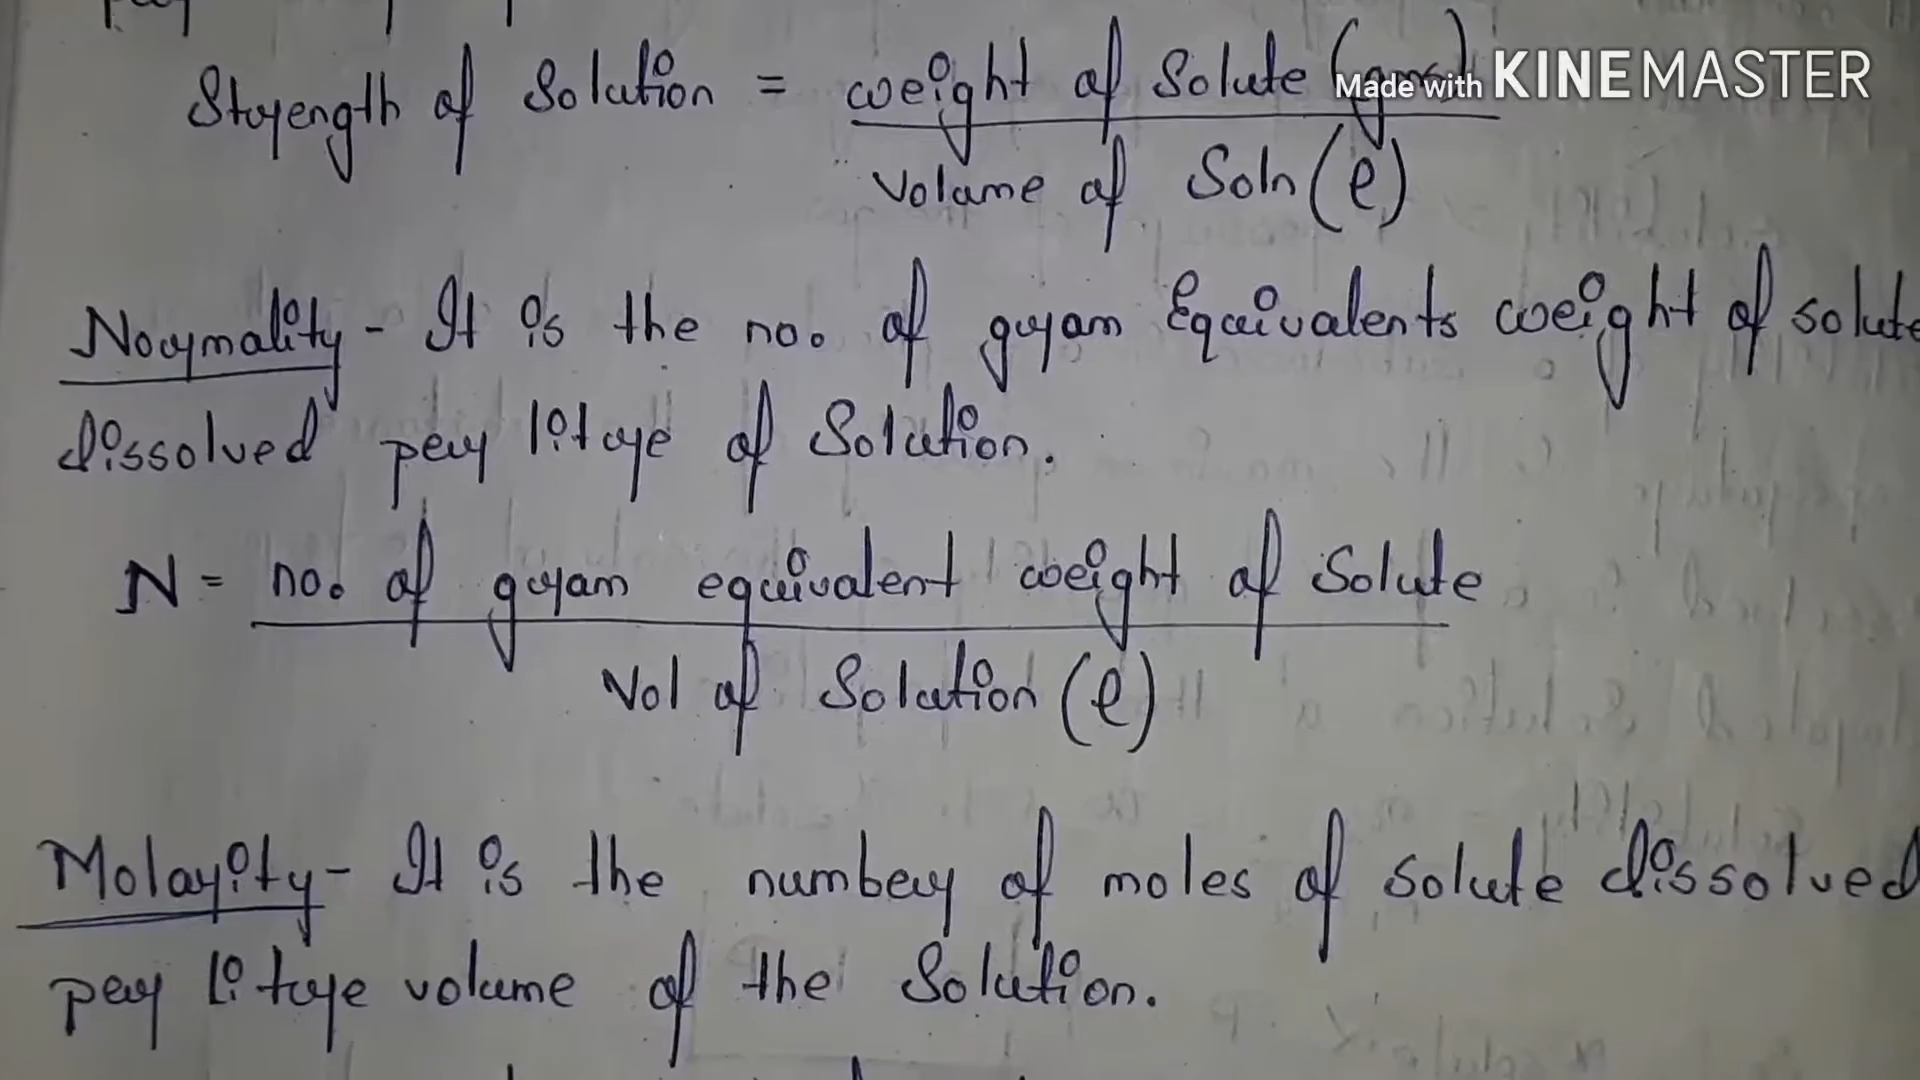 Strength of Solution = weight of Solute (gms)
Volume of Soln (l)
Made with KINEMASTER
Normality - It is the no. of gram Equivalents weight of solute
dissolved per litre of Solution.
N = no. of gram equivalent weight of Solute
Vol of Solution (l)
Molarity - It is the number of moles of solute dissolved
per litre volume of the Solution.